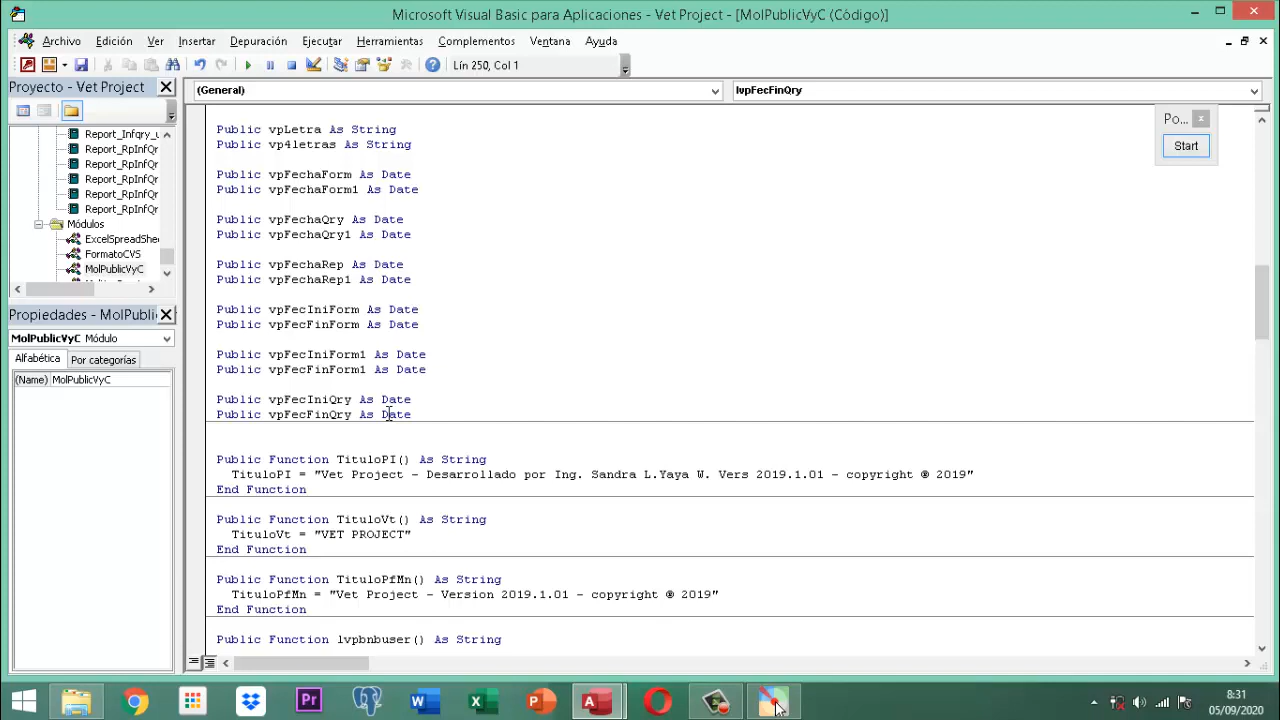 Microsoft Visual Basic para Aplicaciones - Vet Project - [MolPublicVyC (Código)]
Archivo Edición Ver Insertar Depuración Ejecutar Herramientas Complementos Ventana Ayuda
Lín 250, Col 1
Proyecto - Vet Project
(General)
lvpFecFinQry
Report_Infqry_u
Report_RpInfQr
Report_RpInfQr
Report_RpInfQr
Report_RpInfQr
Report_RpInfQr
Módulos
ExcelSpreadShe
FormatoCVS
MolPublicVyC
Propiedades - MolPubli
MolPublicVyC Módulo
Alfabética Por categorías
(Name) MolPublicVyC
Public vpLetra As String
Public vp4letras As String
Public vpFechaForm As Date
Public vpFechaForm1 As Date
Public vpFechaQry As Date
Public vpFechaQry1 As Date
Public vpFechaRep As Date
Public vpFechaRep1 As Date
Public vpFecIniForm As Date
Public vpFecFinForm As Date
Public vpFecIniForm1 As Date
Public vpFecFinForm1 As Date
Public vpFecIniQry As Date
Public vpFecFinQry As Date
Public Function TituloPI() As String
TituloPI = "Vet Project - Desarrollado por Ing. Sandra L.Yaya W. Vers 2019.1.01 - copyright ® 2019"
End Function
Public Function TituloVt() As String
TituloVt = "VET PROJECT"
End Function
Public Function TituloPfMn() As String
TituloPfMn = "Vet Project - Version 2019.1.01 - copyright ® 2019"
End Function
Public Function lvpbnbuser() As String
Po...
Start
Pr
8:31
05/09/2020